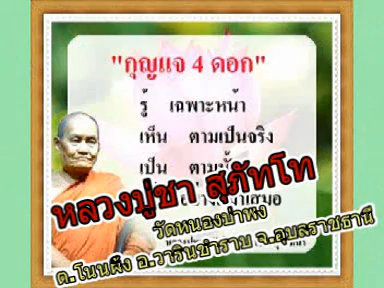 "กุญแจ 4 ดอก"
รู้ เฉพาะหน้า
เห็น ตามเป็นจริง
เป็น ตามนั้น
หลวงปู่ชา สุภัทโท
วัดหนองป่าพง
ต.โนนผึ้ง อ.วารินชำราบ จ.อุบลราชธานี